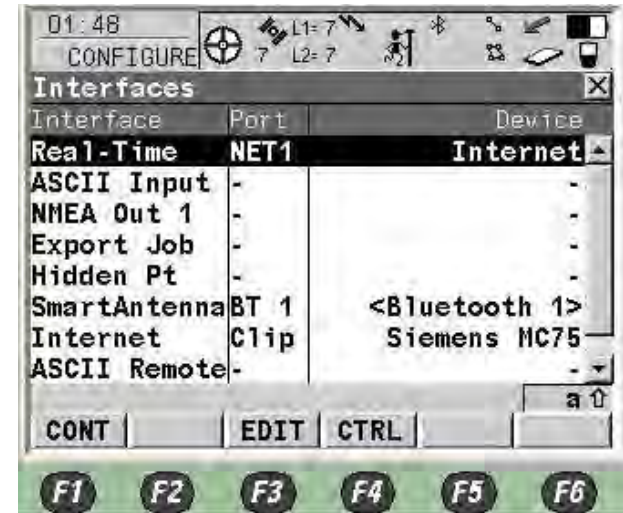 01:48
CONFIGURE
7 L1= 7
L2= 7
Interfaces
Interface Port Device
Real-Time NET1 Internet
ASCII Input - -
NMEA Out 1 - -
Export Job - -
Hidden Pt - -
SmartAntenna BT 1 <Bluetooth 1>
Internet Clip Siemens MC75
ASCII Remote - -
a
CONT EDIT CTRL
F1 F2 F3 F4 F5 F6